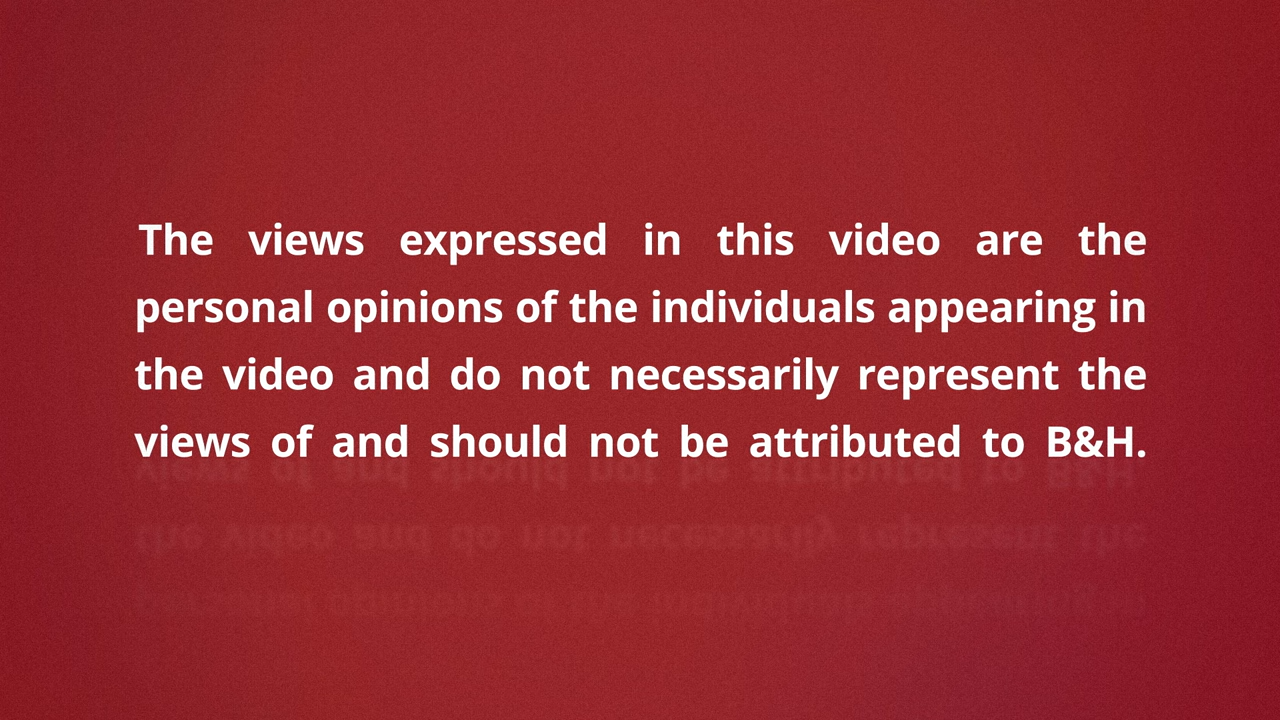 The views expressed in this video are the
personal opinions of the individuals appearing in
the video and do not necessarily represent the
views of and should not be attributed to B&H.